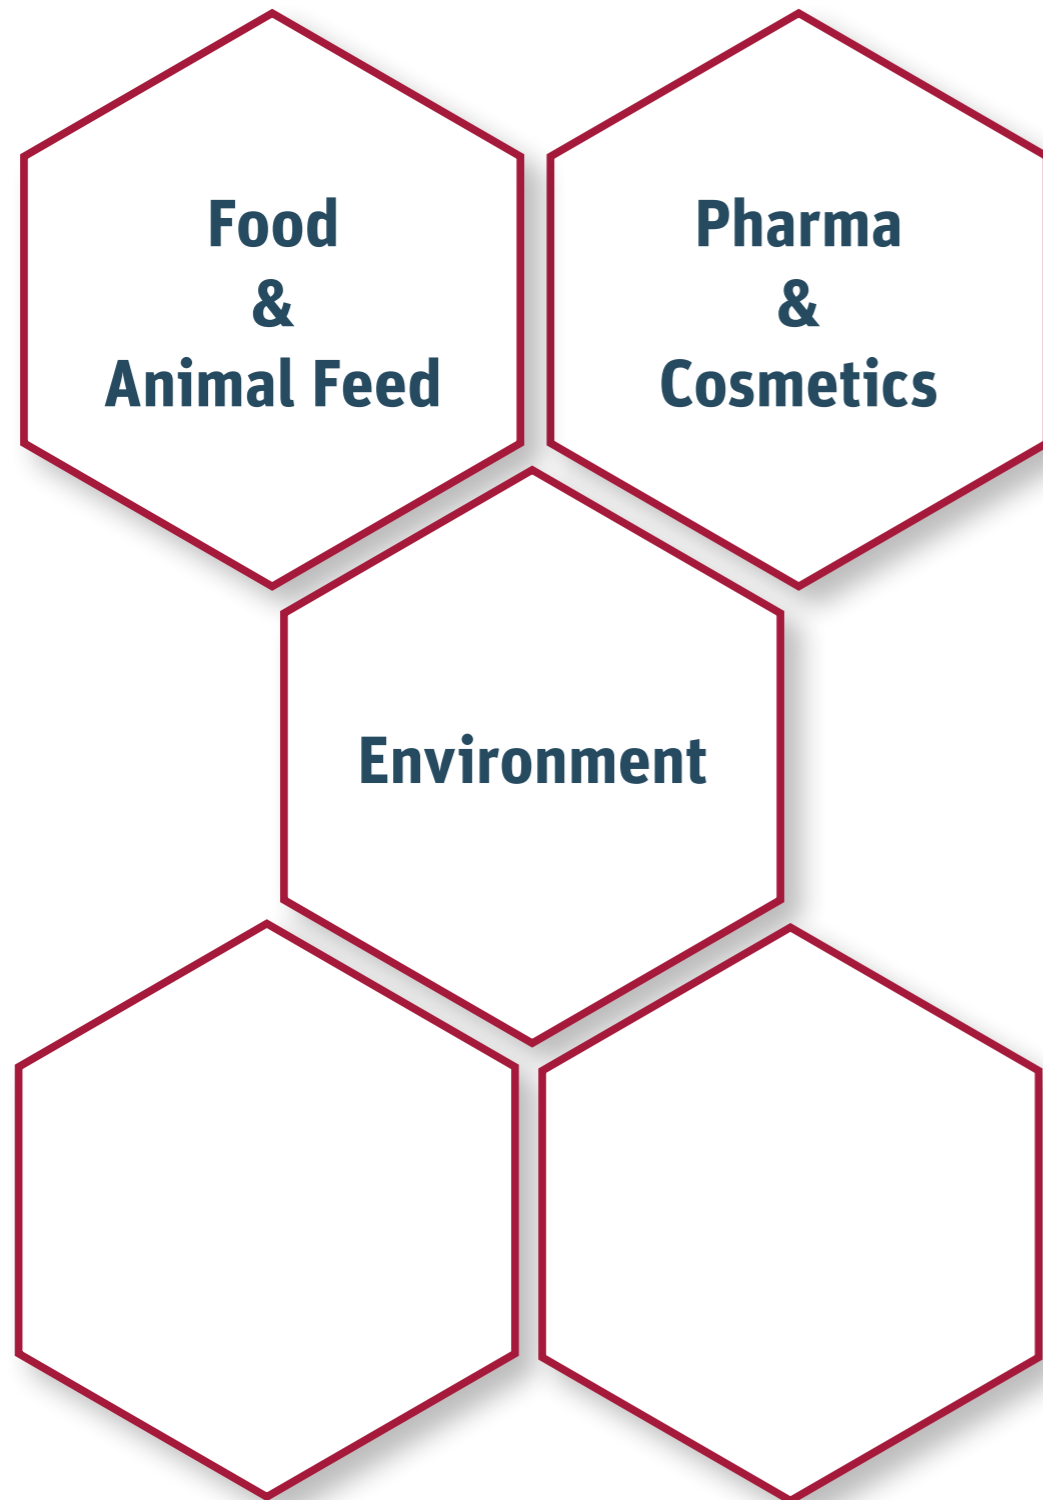 Food
&
Animal Feed
Pharma
&
Cosmetics
Environment